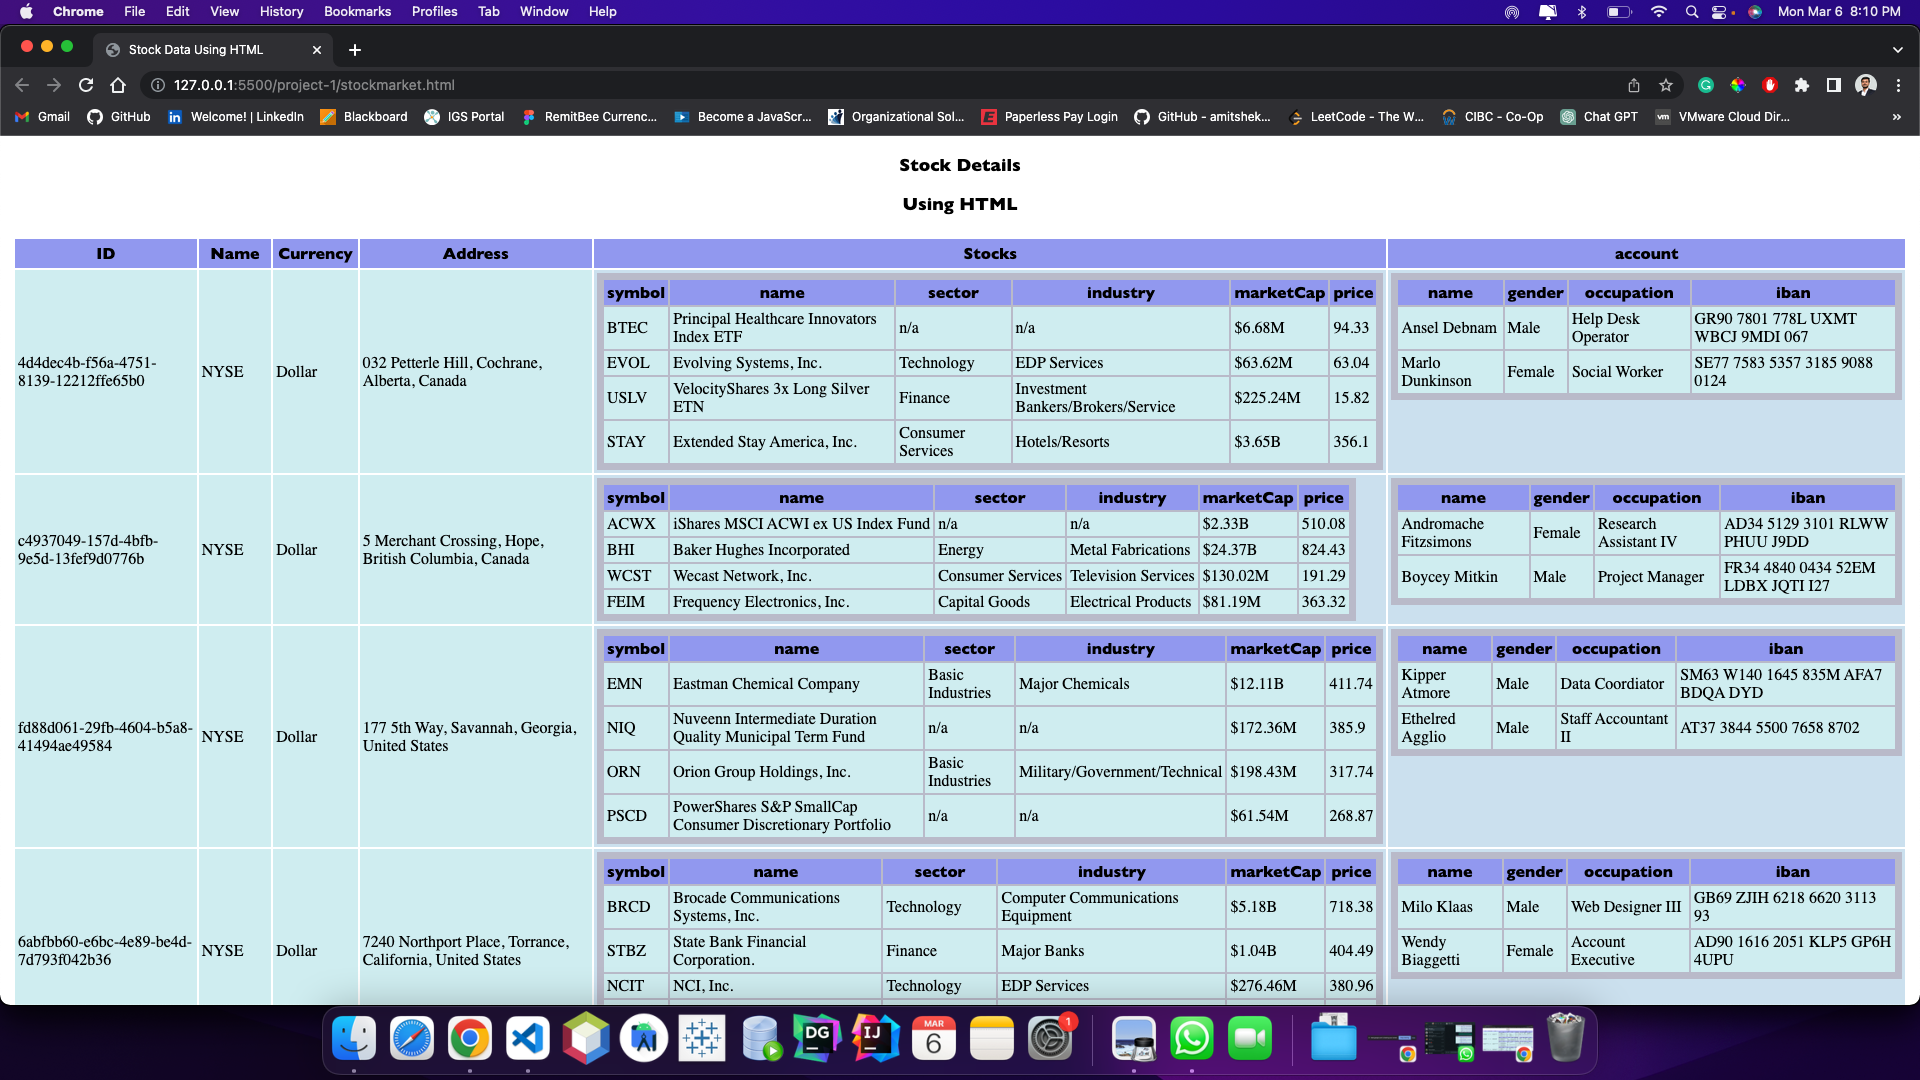 Chrome File Edit View History Bookmarks Profiles Tab Window Help Mon Mar 6 8:10 PM
Stock Data Using HTML
127.0.0.1:5500/project-1/stockmarket.html
Gmail GitHub Welcome! | LinkedIn Blackboard IGS Portal RemitBee Currenc... Become a JavaScr... Organizational Sol... Paperless Pay Login GitHub - amitshek... LeetCode - The W... CIBC - Co-Op Chat GPT vm VMware Cloud Dir... »
Stock Details
Using HTML
ID Name Currency Address Stocks account
4d4dec4b-f56a-4751-
8139-12212ffe65b0
NYSE
Dollar
032 Petterle Hill, Cochrane,
Alberta, Canada
symbol name sector industry marketCap price
BTEC Principal Healthcare Innovators
Index ETF n/a n/a $6.68M 94.33
EVOL Evolving Systems, Inc. Technology EDP Services $63.62M 63.04
USLV VelocityShares 3x Long Silver
ETN Finance Investment
Bankers/Brokers/Service $225.24M 15.82
STAY Extended Stay America, Inc. Consumer
Services Hotels/Resorts $3.65B 356.1
name gender occupation iban
Ansel Debnam Male Help Desk
Operator GR90 7801 778L UXMT
WBCJ 9MDI 067
Marlo
Dunkinson Female Social Worker SE77 7583 5357 3185 9088
0124
c4937049-157d-4bfb-
9e5d-13fef9d0776b
NYSE
Dollar
5 Merchant Crossing, Hope,
British Columbia, Canada
symbol name sector industry marketCap price
ACWX iShares MSCI ACWI ex US Index Fund n/a n/a $2.33B 510.08
BHI Baker Hughes Incorporated Energy Metal Fabrications $24.37B 824.43
WCST Wecast Network, Inc. Consumer Services Television Services $130.02M 191.29
FEIM Frequency Electronics, Inc. Capital Goods Electrical Products $81.19M 363.32
name gender occupation iban
Andromache
Fitzsimons Female Research
Assistant IV AD34 5129 3101 RLWW
PHUU J9DD
Boycey Mitkin Male Project Manager FR34 4840 0434 52EM
LDBX JQTI I27
fd88d061-29fb-4604-b5a8-
41494ae49584
NYSE
Dollar
177 5th Way, Savannah, Georgia,
United States
symbol name sector industry marketCap price
EMN Eastman Chemical Company Basic
Industries Major Chemicals $12.11B 411.74
NIQ Nuveenn Intermediate Duration
Quality Municipal Term Fund n/a n/a $172.36M 385.9
ORN Orion Group Holdings, Inc. Basic
Industries Military/Government/Technical $198.43M 317.74
PSCD PowerShares S&P SmallCap
Consumer Discretionary Portfolio n/a n/a $61.54M 268.87
name gender occupation iban
Kipper
Atmore Male Data Coordiator SM63 W140 1645 835M AFA7
BDQA DYD
Ethelred
Agglio Male Staff Accountant
II AT37 3844 5500 7658 8702
6abfbb60-e6bc-4e89-be4d-
7d793f042b36
NYSE
Dollar
7240 Northport Place, Torrance,
California, United States
symbol name sector industry marketCap price
BRCD Brocade Communications
Systems, Inc. Technology Computer Communications
Equipment $5.18B 718.38
STBZ State Bank Financial
Corporation. Finance Major Banks $1.04B 404.49
NCIT NCI, Inc. Technology EDP Services $276.46M 380.96
name gender occupation iban
Milo Klaas Male Web Designer III GB69 ZJIH 6218 6620 3113
93
Wendy
Biaggetti Female Account
Executive AD90 1616 2051 KLP5 GP6H
4UPU
DG IJ MAR 6 1